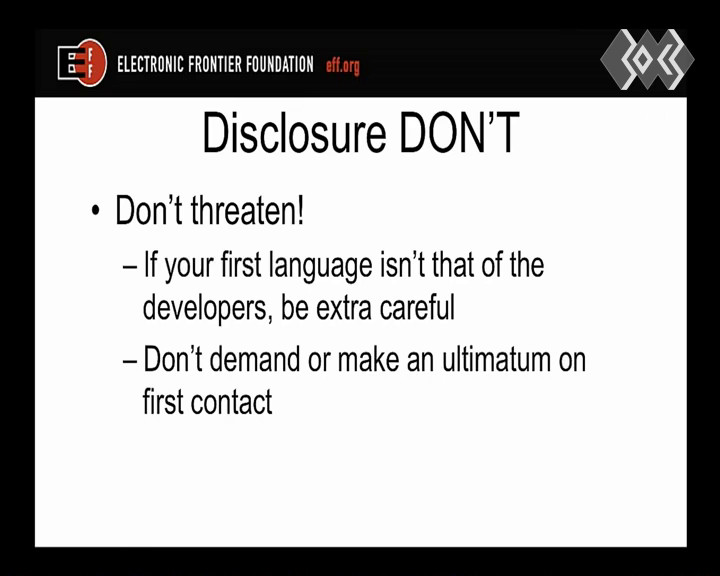 ELECTRONIC FRONTIER FOUNDATION eff.org
Disclosure DON'T
• Don't threaten!
– If your first language isn't that of the
developers, be extra careful
– Don't demand or make an ultimatum on
first contact